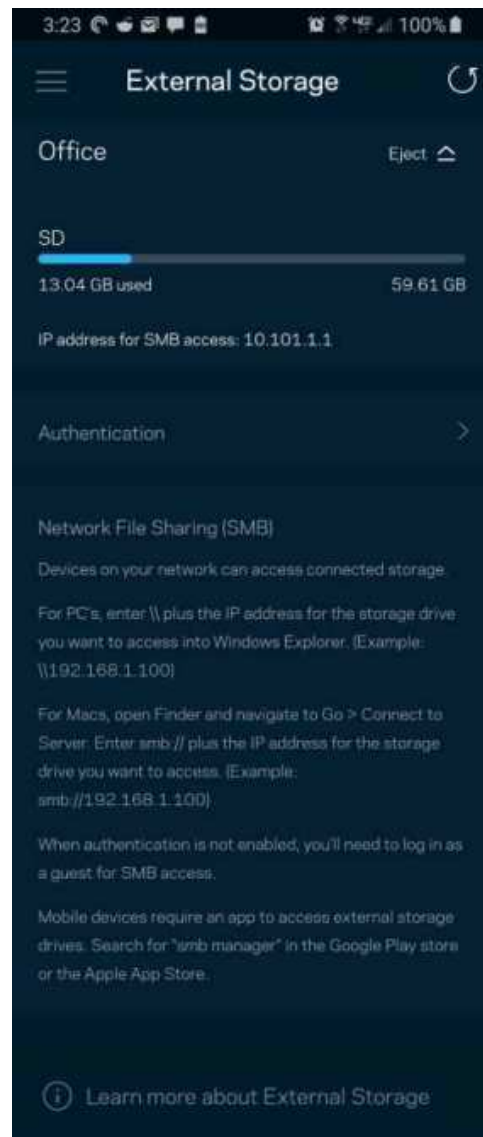 3:23 100%
External Storage
Office Eject
SD
13.04 GB used 59.61 GB
IP address for SMB access: 10.101.1.1
Authentication
Network File Sharing (SMB)
Devices on your network can access connected storage.
For PC's, enter \\ plus the IP address for the storage drive
you want to access into Windows Explorer. (Example:
\\192.168.1.100)
For Macs, open Finder and navigate to Go > Connect to
Server. Enter smb:// plus the IP address for the storage
drive you want to access. (Example:
smb://192.168.1.100)
When authentication is not enabled, you'll need to log in as
a guest for SMB access.
Mobile devices require an app to access external storage
drives. Search for "smb manager" in the Google Play store
or the Apple App Store.
Learn more about External Storage